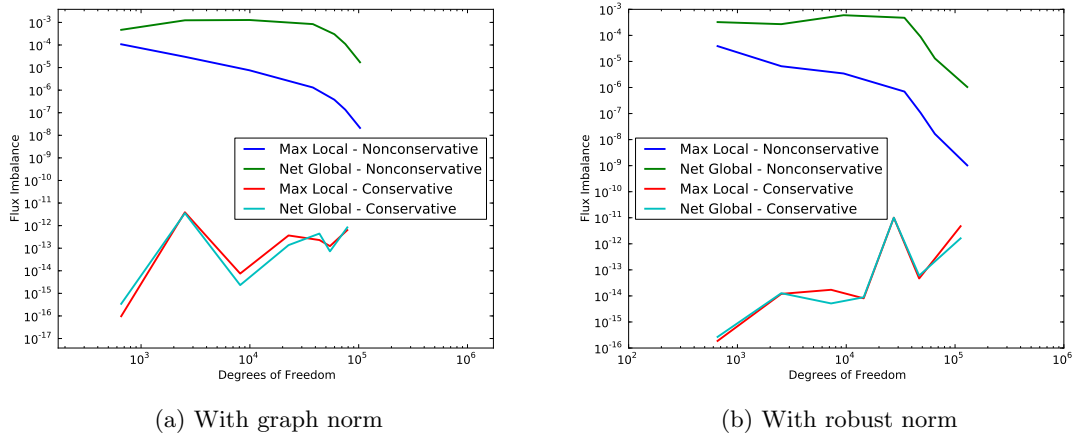 10^-3
10^-4
10^-5
10^-6
10^-7
10^-8
10^-9
10^-10
10^-11
10^-12
10^-13
10^-14
10^-15
10^-16
10^-17
Flux Imbalance
Max Local - Nonconservative
Net Global - Nonconservative
Max Local - Conservative
Net Global - Conservative
10^3 10^4 10^5 10^6
Degrees of Freedom
(a) With graph norm
10^-3
10^-4
10^-5
10^-6
10^-7
10^-8
10^-9
10^-10
10^-11
10^-12
10^-13
10^-14
10^-15
10^-16
Flux Imbalance
Max Local - Nonconservative
Net Global - Nonconservative
Max Local - Conservative
Net Global - Conservative
10^2 10^3 10^4 10^5 10^6
Degrees of Freedom
(b) With robust norm